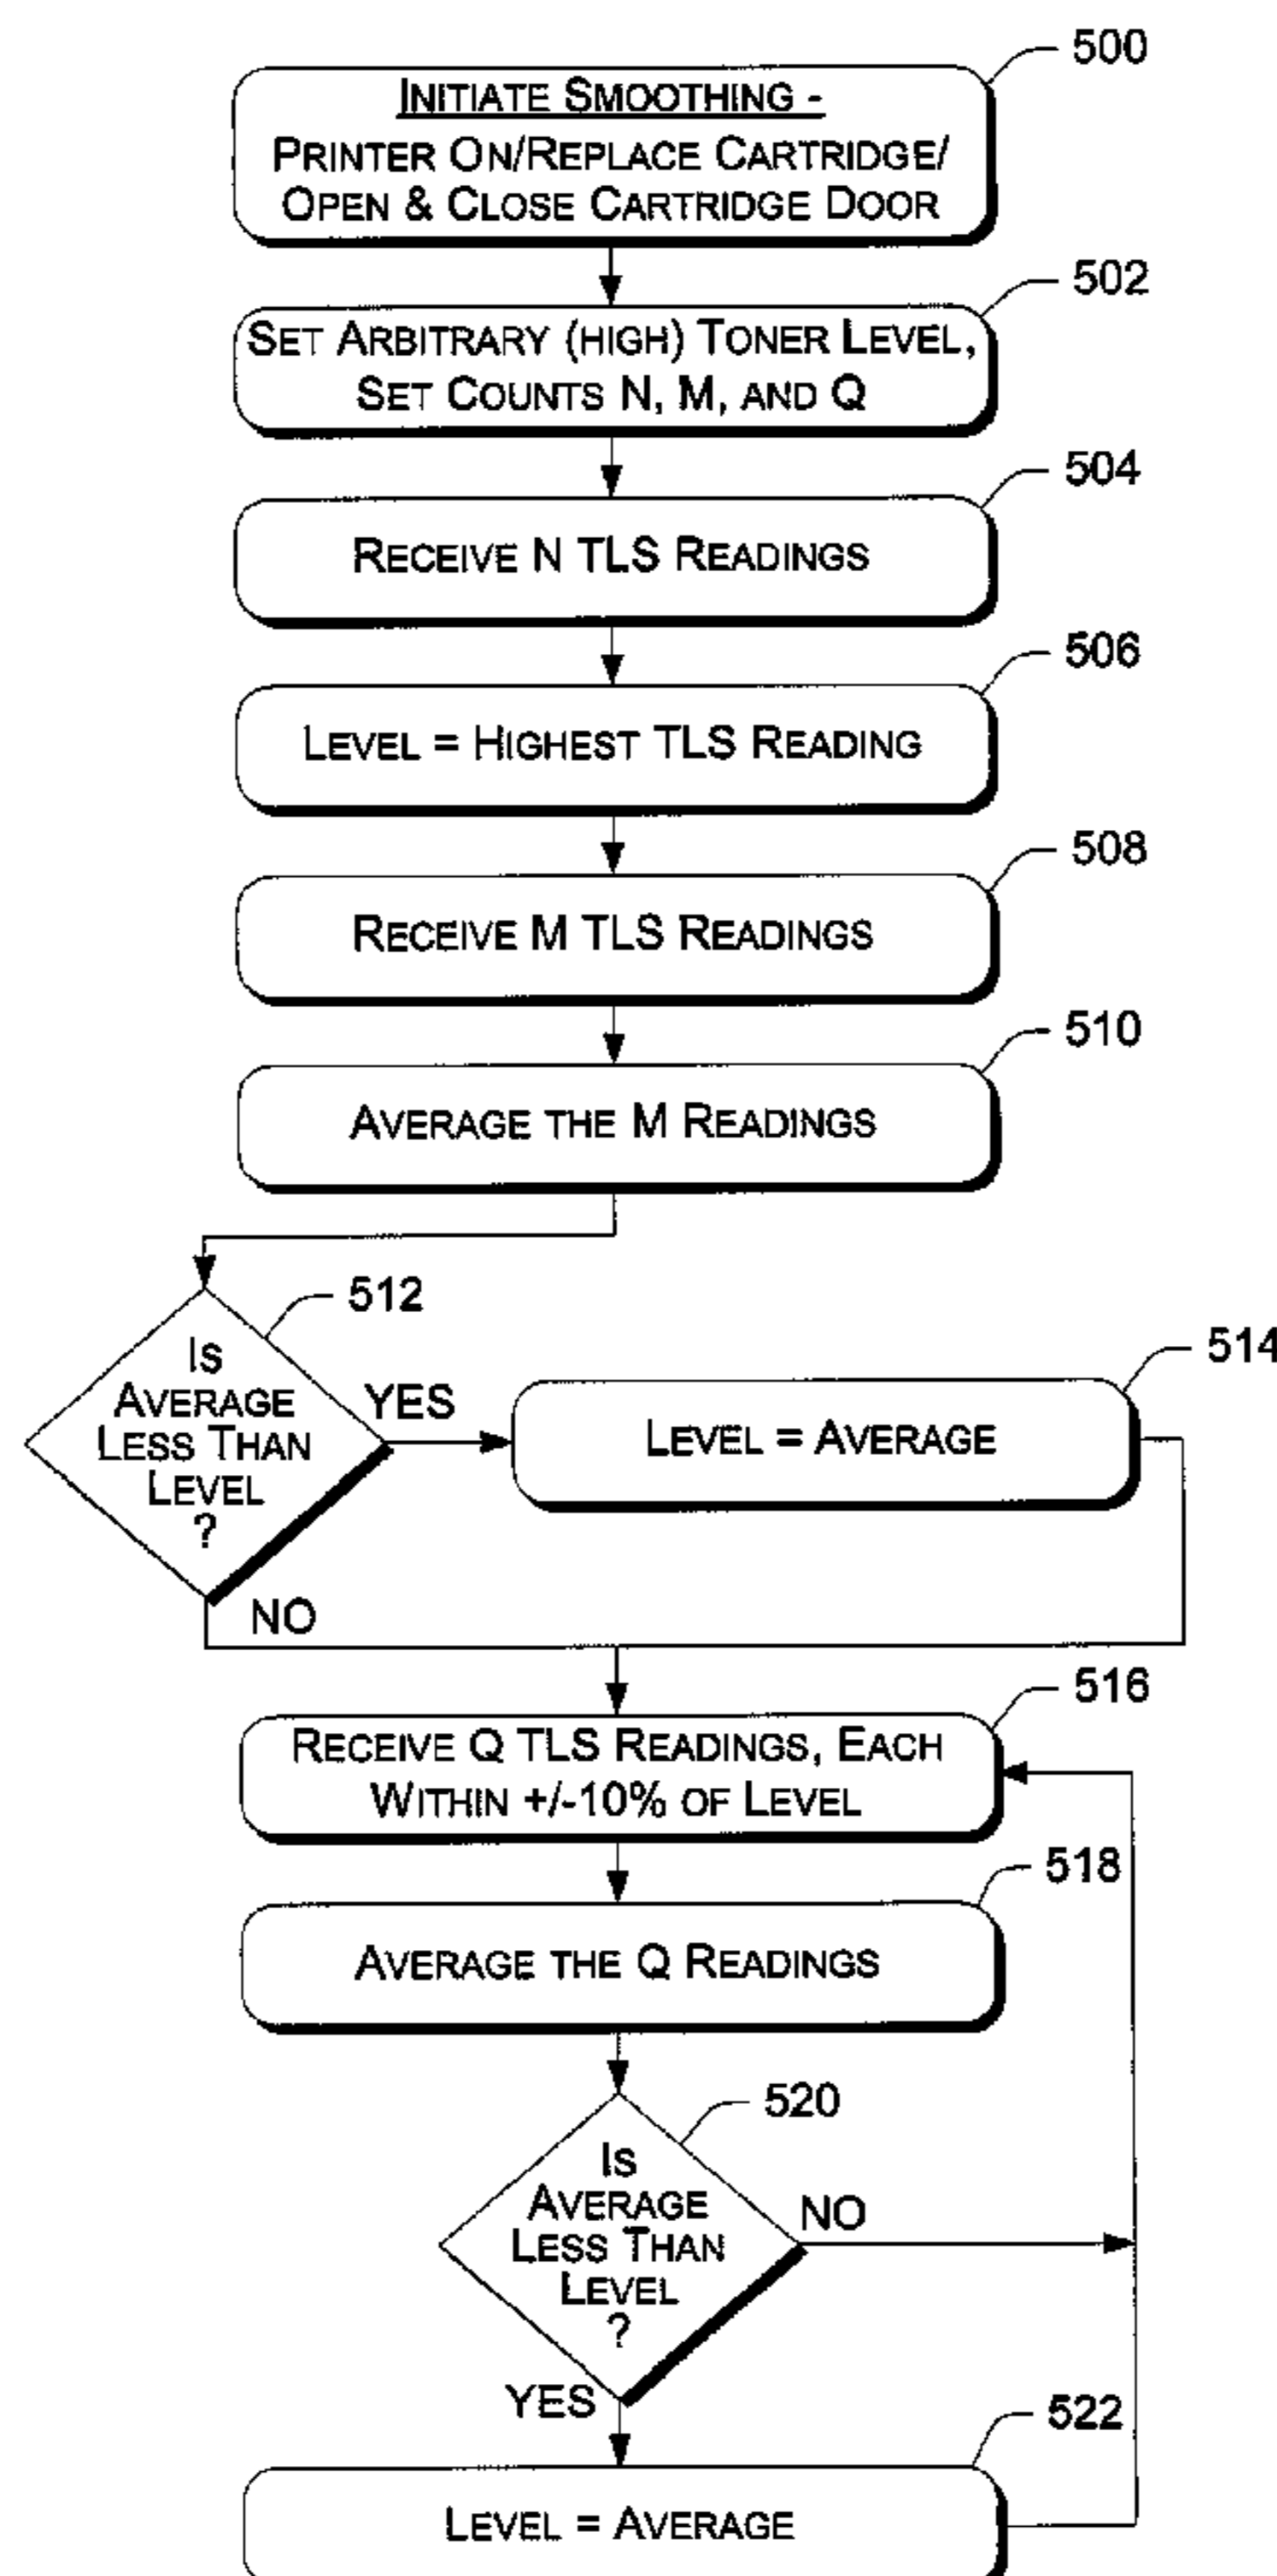 500
INITIATE SMOOTHING -
PRINTER ON/REPLACE CARTRIDGE/
OPEN & CLOSE CARTRIDGE DOOR
502
SET ARBITRARY (HIGH) TONER LEVEL,
SET COUNTS N, M, AND Q
504
RECEIVE N TLS READINGS
506
LEVEL = HIGHEST TLS READING
508
RECEIVE M TLS READINGS
510
AVERAGE THE M READINGS
512
IS
AVERAGE
LESS THAN
LEVEL
?
YES
514
LEVEL = AVERAGE
NO
516
RECEIVE Q TLS READINGS, EACH
WITHIN +/-10% OF LEVEL
518
AVERAGE THE Q READINGS
520
IS
AVERAGE
LESS THAN
LEVEL
?
NO
YES
522
LEVEL = AVERAGE